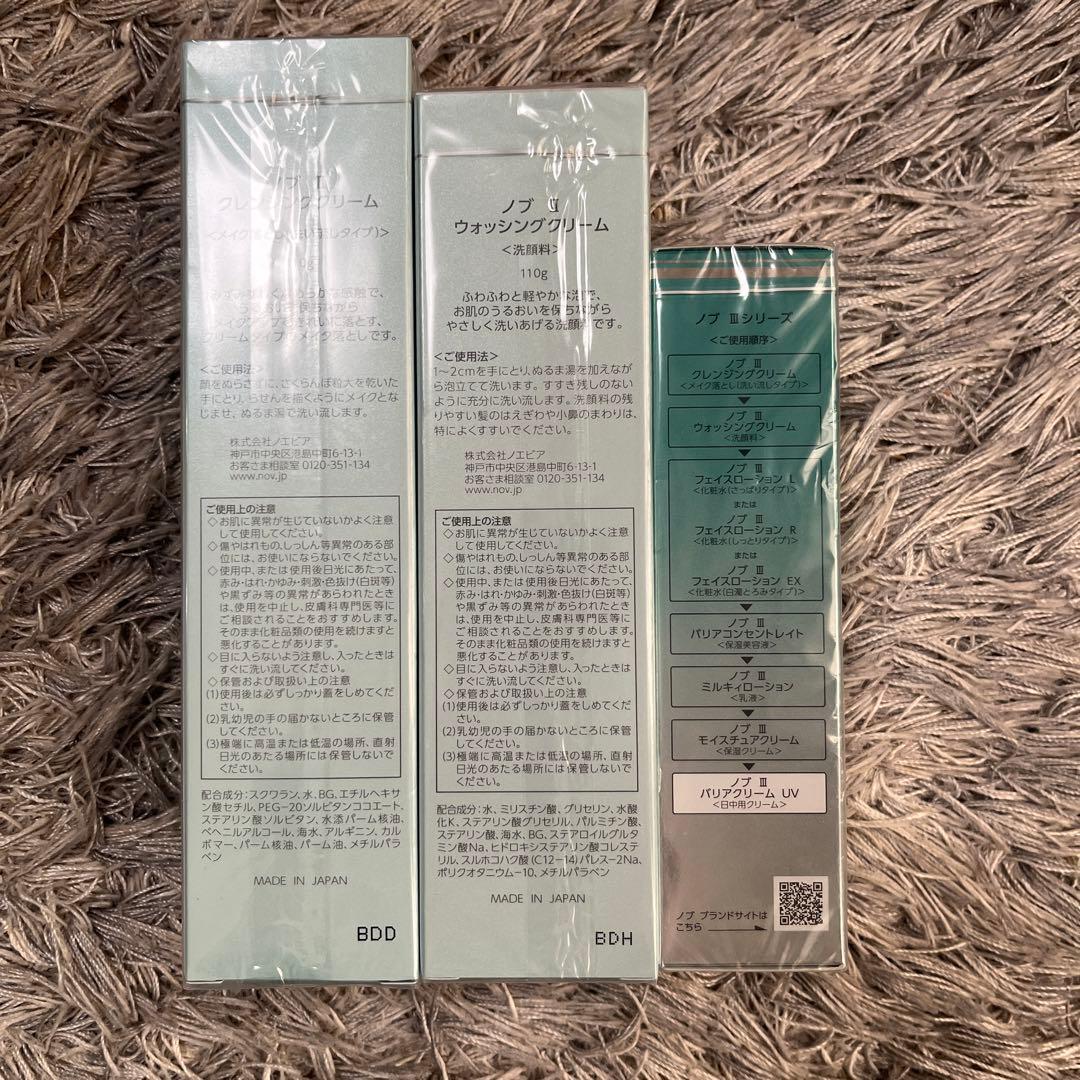 クレンジングクリーム
<メイク落とし(洗い流しタイプ)>
な感触で、
クリームタイプのメイク落としです。
<ご使用法>
顔をぬらさずに、さくらんぼ粒大を乾いた
手にとり、らせんを描くようにメイクとな
じませ、ぬるま湯で洗い流します。
株式会社ノエビア
神戸市中央区港島中町6-13-1
お客さま相談室 0120-351-134
www.nov.jp
ご使用上の注意
◇お肌に異常が生じていないかよく注意
して使用してください。
◇傷やはれもの、しっしん等異常のある部
位には、お使いにならないでください。
◇使用中、または使用後日光にあたって、
赤み・はれ・かゆみ・刺激・色抜け(白斑等)
や黒ずみ等の異常があらわれたとき
は、使用を中止し、皮膚科専門医等に
ご相談されることをおすすめします。
そのまま化粧品類の使用を続けますと
悪化することがあります。
◇目に入らないよう注意し、入ったときは
すぐに洗い流してください。
◇保管および取扱い上の注意
(1)使用後は必ずしっかり蓋をしめてくだ
さい。
(2)乳幼児の手の届かないところに保管
してください。
(3)極端に高温または低温の場所、直射
日光のあたる場所には保管しないで
ください。
配合成分:スクワラン、水、BG、エチルヘキサ
ン酸セチル、PEG-20ソルビタンココエート、
ステアリン酸ソルビタン、水添パーム核油、
ベヘニルアルコール、海水、アルギニン、カル
ボマー、パーム核油、パーム油、メチルパラ
ベン
MADE IN JAPAN
BDD
ノブ Ⅲ
ウォッシングクリーム
<洗顔料>
110g
ふわふわと軽やかな泡で、
お肌のうるおいを保ちながら
やさしく洗いあげる洗顔料です。
<ご使用法>
1~2cmを手にとり、ぬるま湯を加えなが
ら泡立てて洗います。すすぎ残しのない
ように充分に洗い流します。洗顔料の残
りやすい髪のはえぎわや小鼻のまわりは、
特によくすすいでください。
株式会社ノエビア
神戸市中央区港島中町6-13-1
お客さま相談室 0120-351-134
www.nov.jp
ご使用上の注意
◇お肌に異常が生じていないかよく注意
して使用してください。
◇傷やはれもの、しっしん等異常のある部
位には、お使いにならないでください。
◇使用中、または使用後日光にあたって、
赤み・はれ・かゆみ・刺激・色抜け(白斑等)
や黒ずみ等の異常があらわれたとき
は、使用を中止し、皮膚科専門医等に
ご相談されることをおすすめします。
そのまま化粧品類の使用を続けますと
悪化することがあります。
◇目に入らないよう注意し、入ったときは
すぐに洗い流してください。
◇保管および取扱い上の注意
(1)使用後は必ずしっかり蓋をしめてくだ
さい。
(2)乳幼児の手の届かないところに保管
してください。
(3)極端に高温または低温の場所、直射
日光のあたる場所には保管しないで
ください。
配合成分:水、ミリスチン酸、グリセリン、水酸
化K、ステアリン酸グリセリル、パルミチン酸、
ステアリン酸、海水、BG、ステアロイルグルタ
ミン酸Na、ヒドロキシステアリン酸コレステ
リル、スルホコハク酸(C12-14)パレス-2Na、
ポリクオタニウム-10、メチルパラベン
MADE IN JAPAN
BDH
ノブ Ⅲシリーズ
<ご使用順序>
ノブ Ⅲ
クレンジングクリーム
<メイク落とし(洗い流しタイプ)>
ノブ Ⅲ
ウォッシングクリーム
<洗顔料>
ノブ Ⅲ
フェイスローション L
<化粧水(さっぱりタイプ)>
または
ノブ Ⅲ
フェイスローション R
<化粧水(しっとりタイプ)>
または
ノブ Ⅲ
フェイスローション EX
<化粧水(白濁とろみタイプ)>
ノブ Ⅲ
バリアコンセントレイト
<保湿美容液>
ノブ Ⅲ
ミルキィローション
<乳液>
ノブ Ⅲ
モイスチュアクリーム
<保湿クリーム>
ノブ Ⅲ
バリアクリーム UV
<日中用クリーム>
ノブ ブランドサイトは
こちら